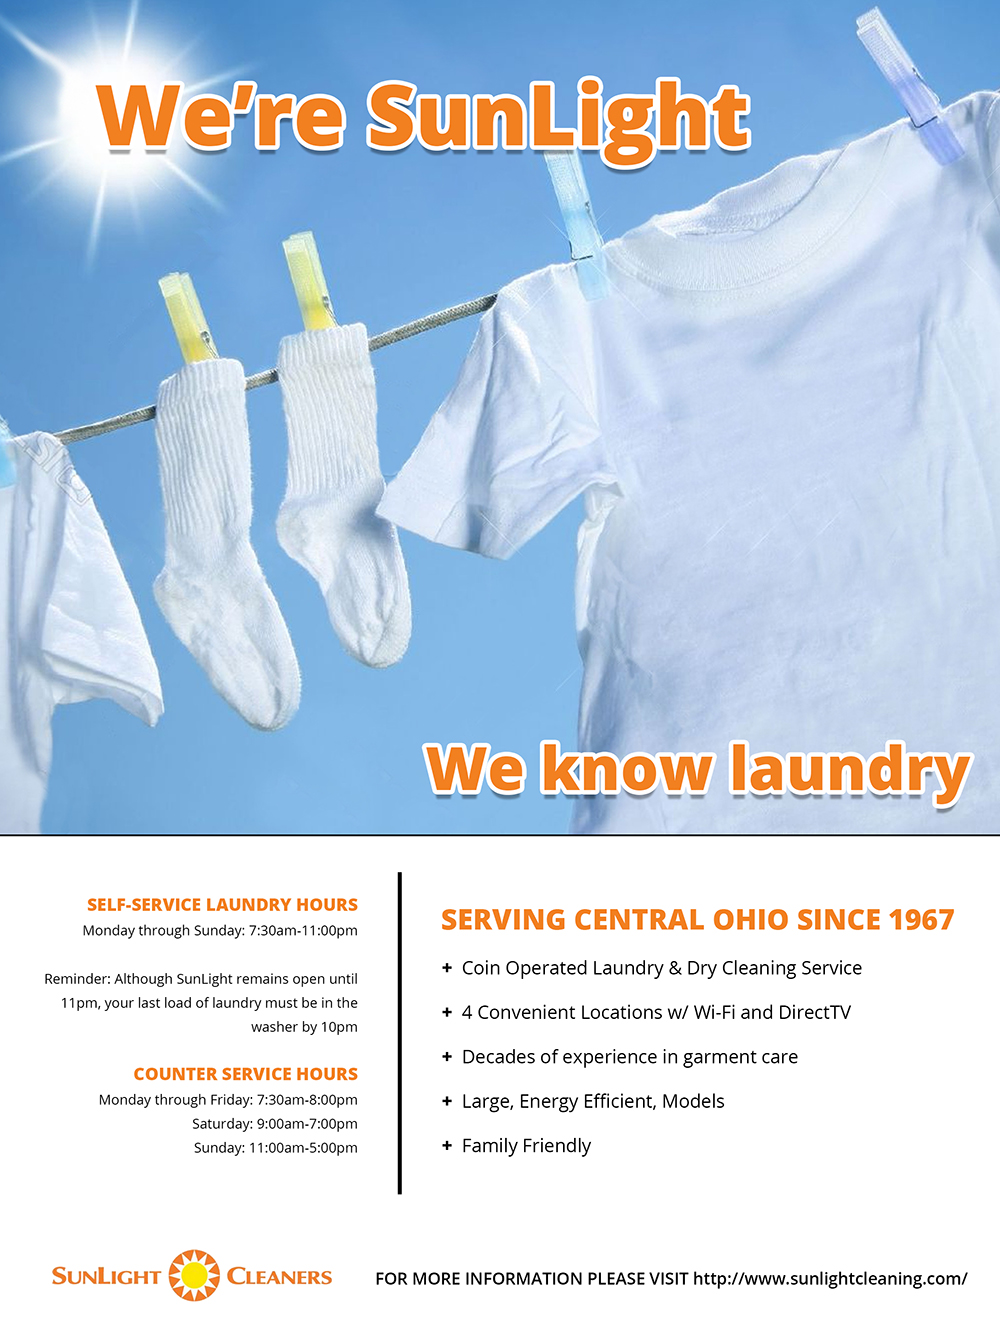 We're SunLight
We know laundry
SELF-SERVICE LAUNDRY HOURS
Monday through Sunday: 7:30am-11:00pm
Reminder: Although SunLight remains open until
11pm, your last load of laundry must be in the
washer by 10pm
COUNTER SERVICE HOURS
Monday through Friday: 7:30am-8:00pm
Saturday: 9:00am-7:00pm
Sunday: 11:00am-5:00pm
SERVING CENTRAL OHIO SINCE 1967
+ Coin Operated Laundry & Dry Cleaning Service
+ 4 Convenient Locations w/ Wi-Fi and DirectTV
+ Decades of experience in garment care
+ Large, Energy Efficient, Models
+ Family Friendly
SUNLIGHT CLEANERS
FOR MORE INFORMATION PLEASE VISIT http://www.sunlightcleaning.com/